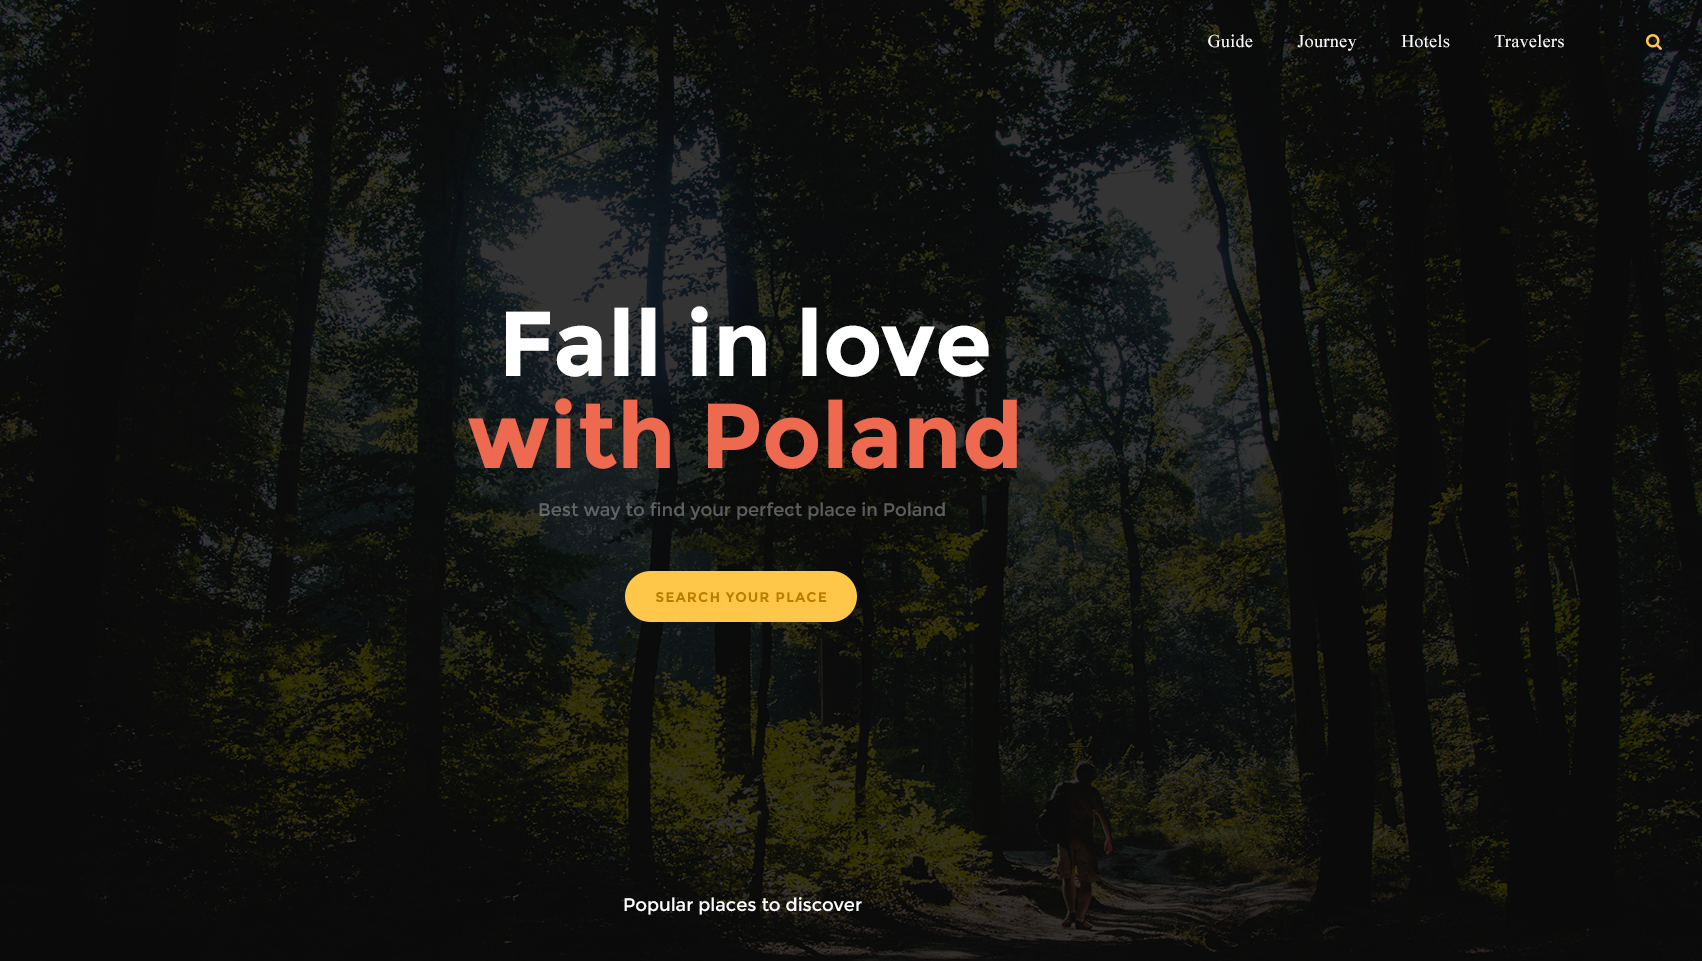 Guide Journey Hotels Travelers
Fall in love
with Poland
Best way to find your perfect place in Poland
SEARCH YOUR PLACE
Popular places to discover